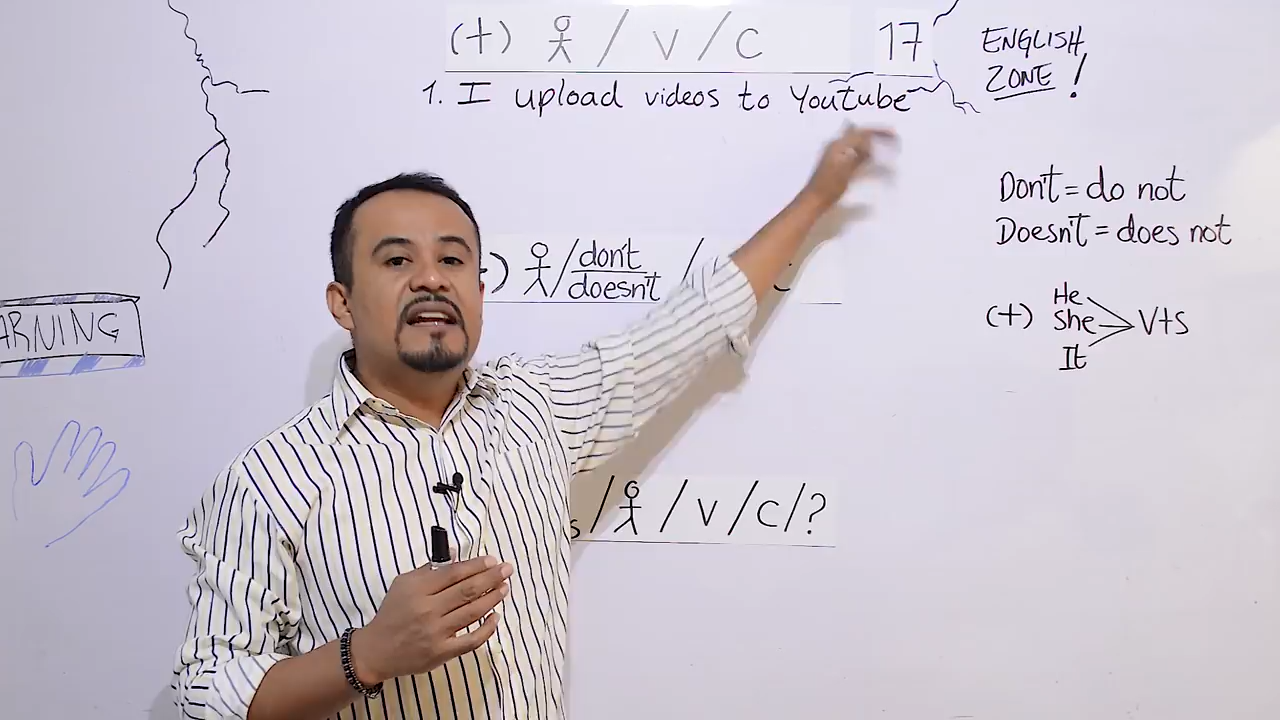 (+) / V / C 17
1. I upload videos to Youtube
ENGLISH
ZONE!
Don't = do not
Doesn't = does not
) / don't /
doesn't
(+) He
She V+S
It
ARNING
s / / V / C / ?